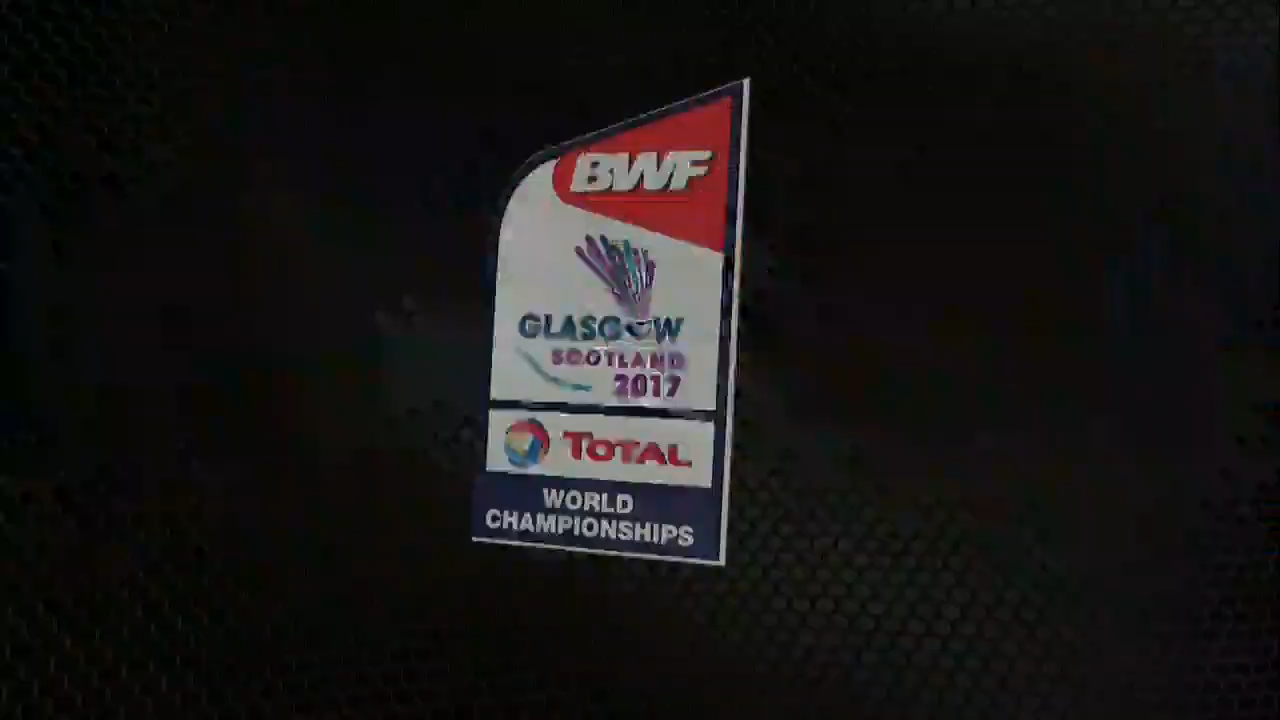 BWF
GLASGOW
SCOTLAND
2017
TOTAL
WORLD
CHAMPIONSHIPS